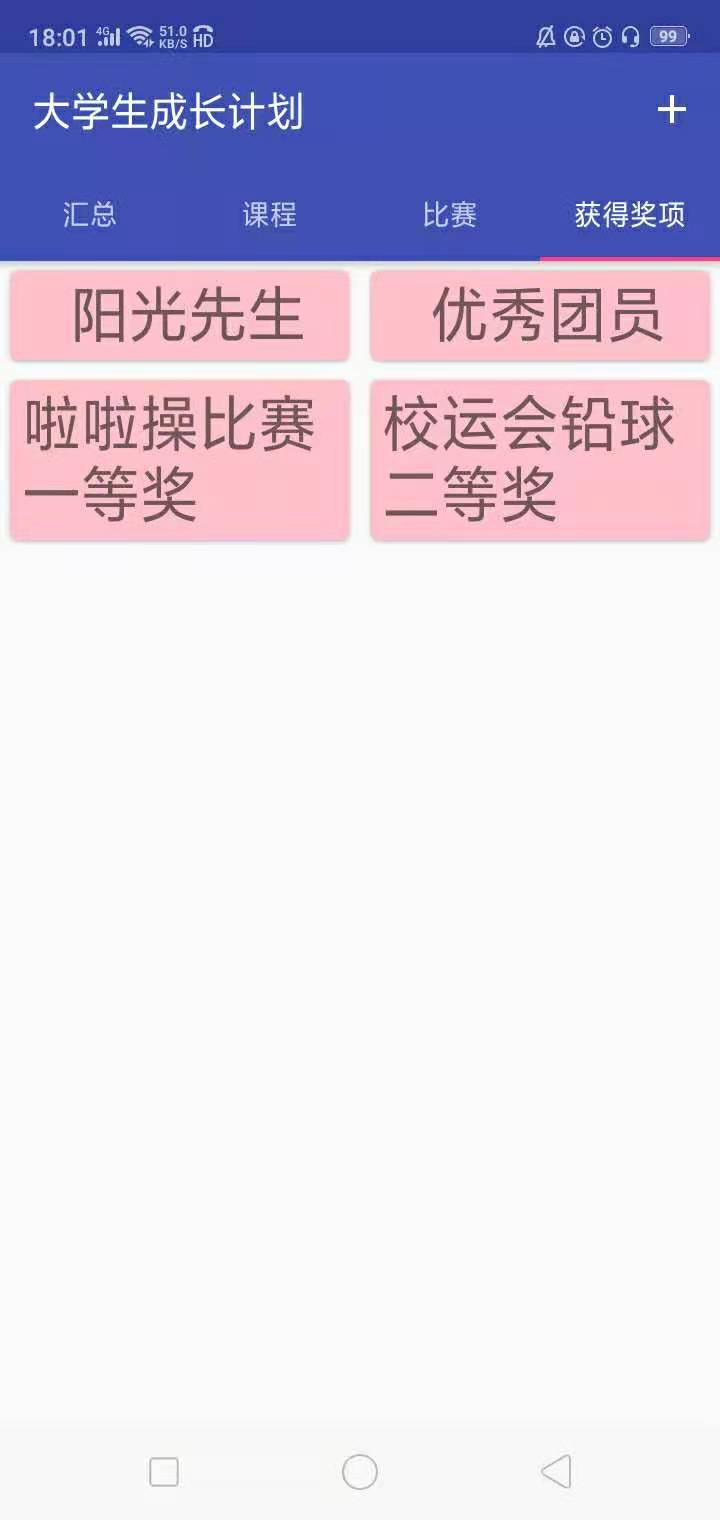 18:01 4G 51.0 KB/S HD 99
大学生成长计划 +
汇总 课程 比赛 获得奖项
阳光先生 优秀团员
啦啦操比赛
一等奖
校运会铅球
二等奖